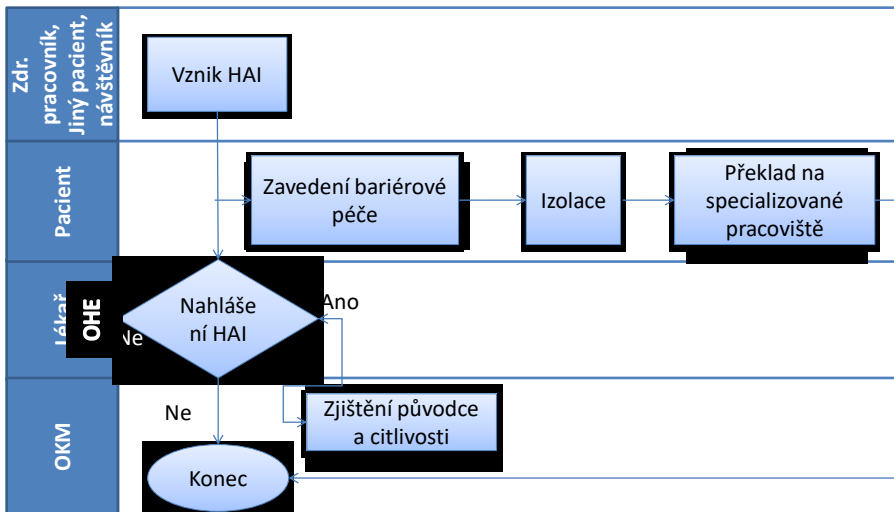 Zdr.
pracovník,
Jiný pacient,
návštěvník
Vznik HAI
Pacient
Zavedení bariérové
péče
Izolace
Překlad na
specializované
pracoviště
Lékař
OHE
Ne
Nahláše
ní HAI
Ano
OKM
Ne
Zjištění původce
a citlivosti
Konec